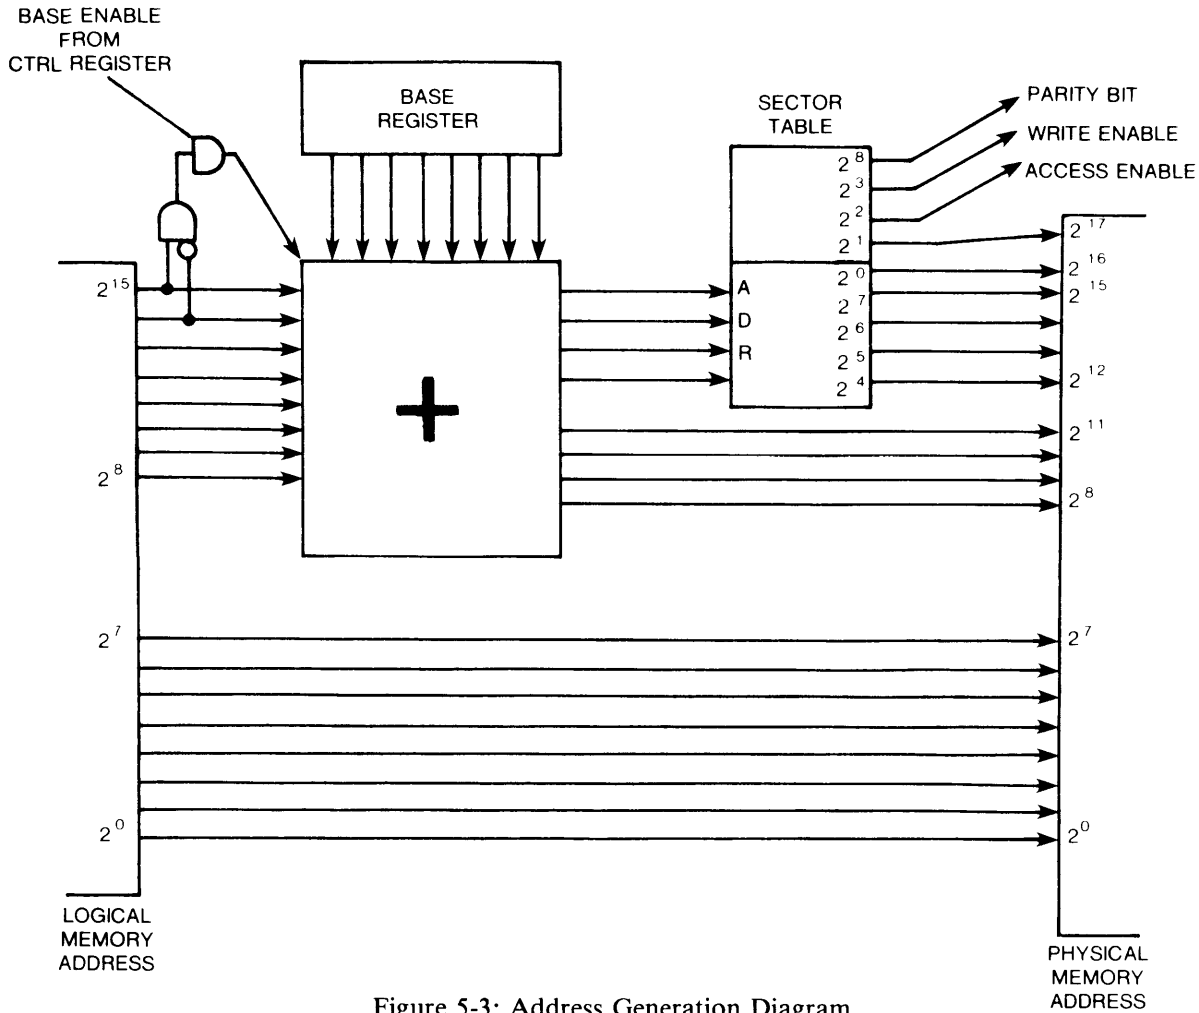 BASE ENABLE
FROM
CTRL REGISTER
BASE
REGISTER
SECTOR
TABLE
PARITY BIT
WRITE ENABLE
ACCESS ENABLE
2^8
2^3
2^2
2^1
2^0
2^7
2^6
2^5
2^4
A
D
R
+
2^15
2^8
2^7
2^0
LOGICAL
MEMORY
ADDRESS
2^17
2^16
2^15
2^12
2^11
2^8
2^7
2^0
PHYSICAL
MEMORY
ADDRESS
Figure 5-3: Address Generation Diagram